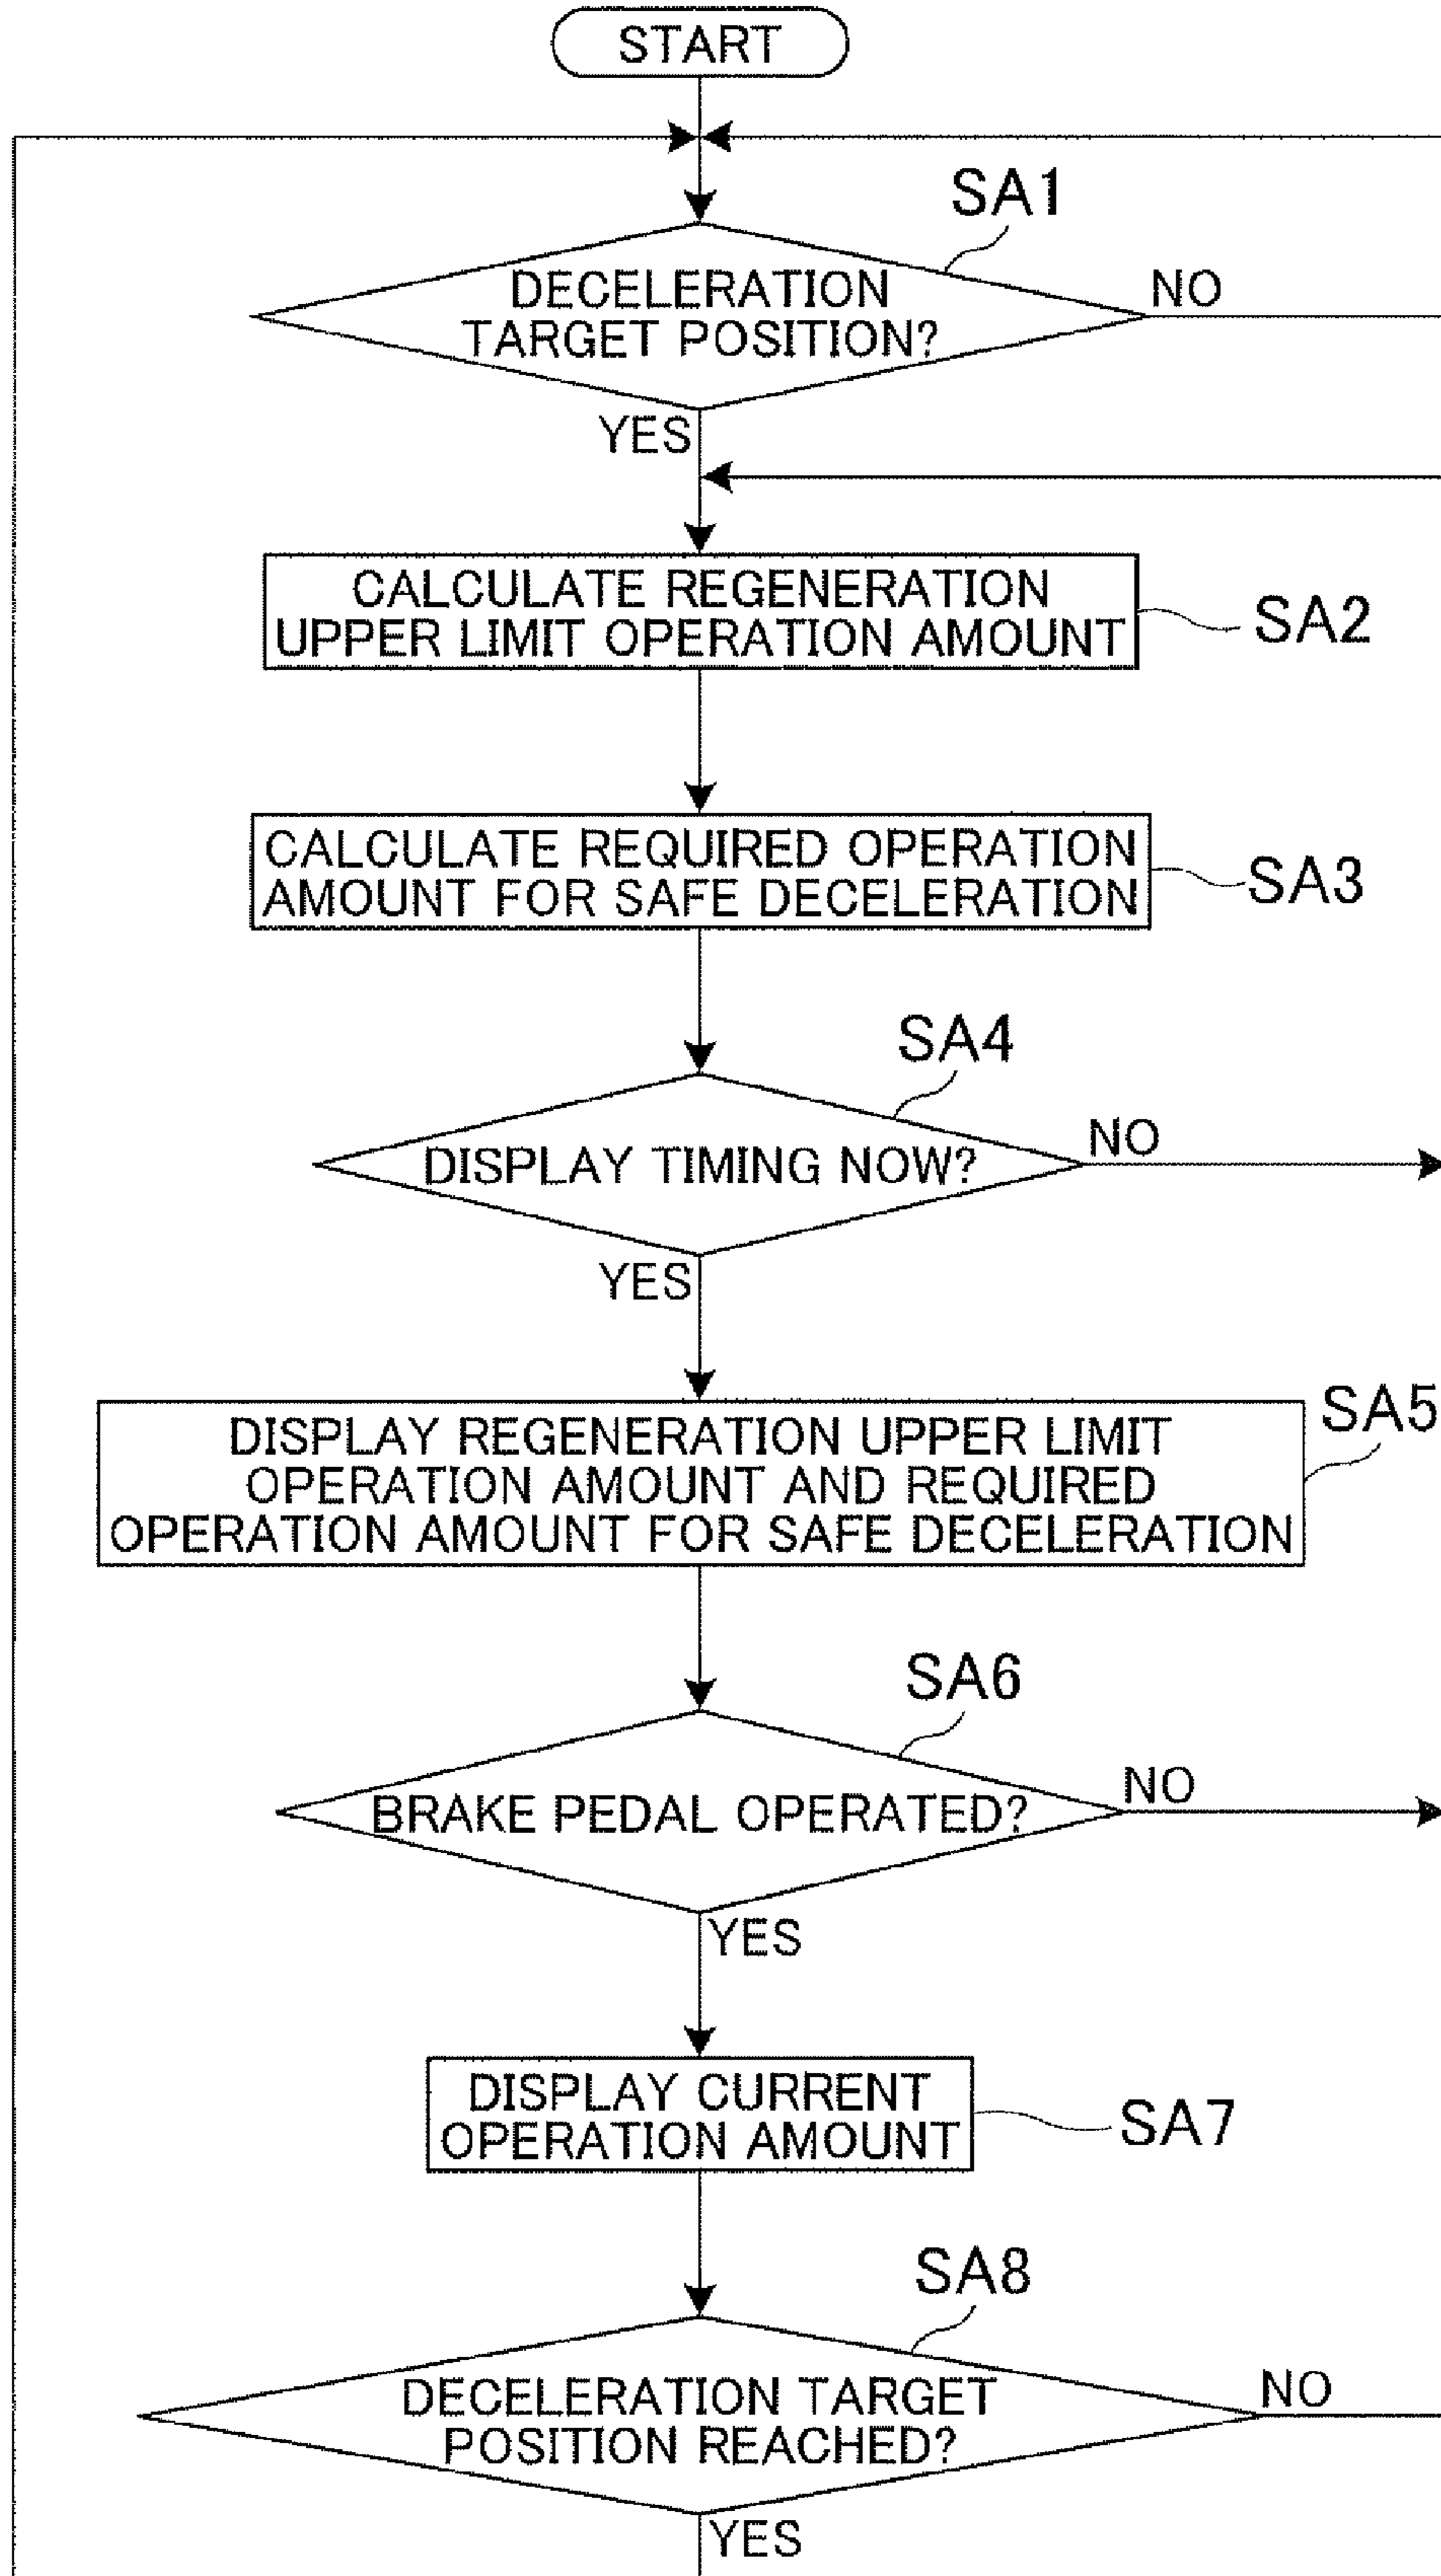 START
SA1
DECELERATION
TARGET POSITION?
NO
YES
CALCULATE REGENERATION
UPPER LIMIT OPERATION AMOUNT
SA2
CALCULATE REQUIRED OPERATION
AMOUNT FOR SAFE DECELERATION
SA3
SA4
DISPLAY TIMING NOW?
NO
YES
SA5
DISPLAY REGENERATION UPPER LIMIT
OPERATION AMOUNT AND REQUIRED
OPERATION AMOUNT FOR SAFE DECELERATION
SA6
BRAKE PEDAL OPERATED?
NO
YES
DISPLAY CURRENT
OPERATION AMOUNT
SA7
SA8
DECELERATION TARGET
POSITION REACHED?
NO
YES